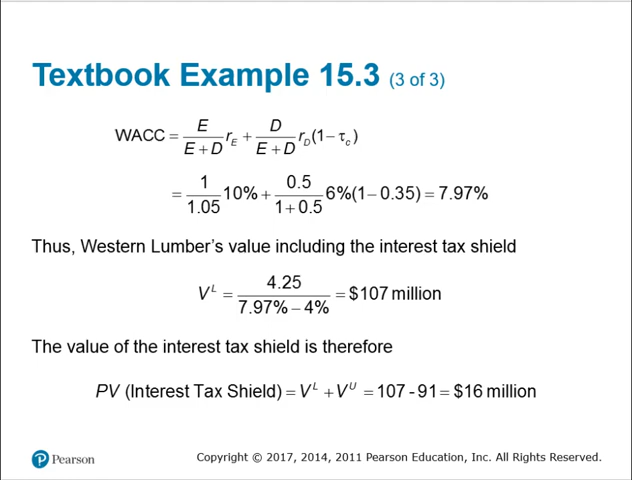 Textbook Example 15.3 (3 of 3)
WACC = E/(E+D) r_E + D/(E+D) r_D(1 − τ_c)
= 1/1.05 10% + 0.5/(1+0.5) 6%(1 − 0.35) = 7.97%
Thus, Western Lumber's value including the interest tax shield
V^L = 4.25/(7.97% − 4%) = $107 million
The value of the interest tax shield is therefore
PV (Interest Tax Shield) = V^L + V^U = 107 - 91 = $16 million
Pearson
Copyright © 2017, 2014, 2011 Pearson Education, Inc. All Rights Reserved.